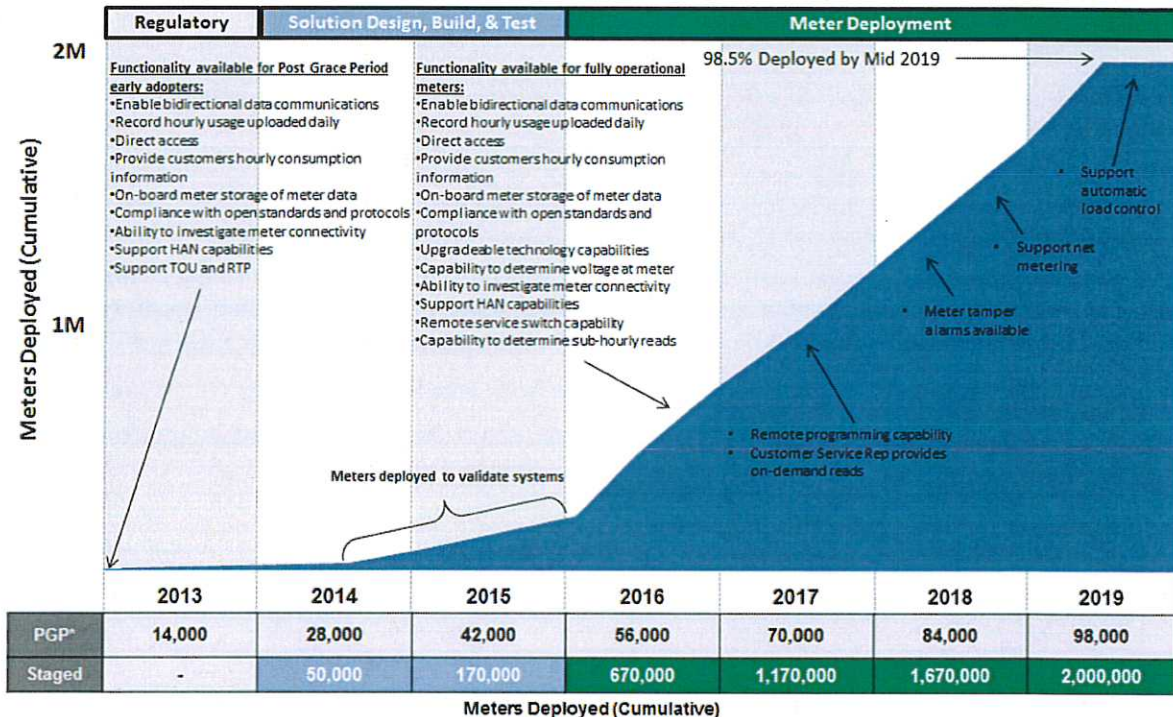 Regulatory
Solution Design, Build, & Test
Meter Deployment
2M
98.5% Deployed by Mid 2019
Functionality available for Post Grace Period
early adopters:
•Enable bidirectional data communications
•Record hourly usage uploaded daily
•Direct access
•Provide customers hourly consumption
information
•On-board meter storage of meter data
•Compliance with open standards and protocols
•Ability to investigate meter connectivity
•Support HAN capabilities
•Support TOU and RTP
Functionality available for fully operational
meters:
•Enable bidirectional data communications
•Record hourly usage uploaded daily
•Direct access
•Provide customers hourly consumption
information
•On-board meter storage of meter data
•Compliance with open standards and
protocols
•Upgradeable technology capabilities
•Capability to determine voltage at meter
•Ability to investigate meter connectivity
•Support HAN capabilities
•Remote service switch capability
•Capability to determine sub-hourly reads
• Support
automatic
load control
• Support net
metering
• Meter tamper
alarms available
• Remote programming capability
• Customer Service Rep provides
on-demand reads
Meters deployed to validate systems
Meters Deployed (Cumulative)
1M
2013 2014 2015 2016 2017 2018 2019
PGP* 14,000 28,000 42,000 56,000 70,000 84,000 98,000
Staged - 50,000 170,000 670,000 1,170,000 1,670,000 2,000,000
Meters Deployed (Cumulative)